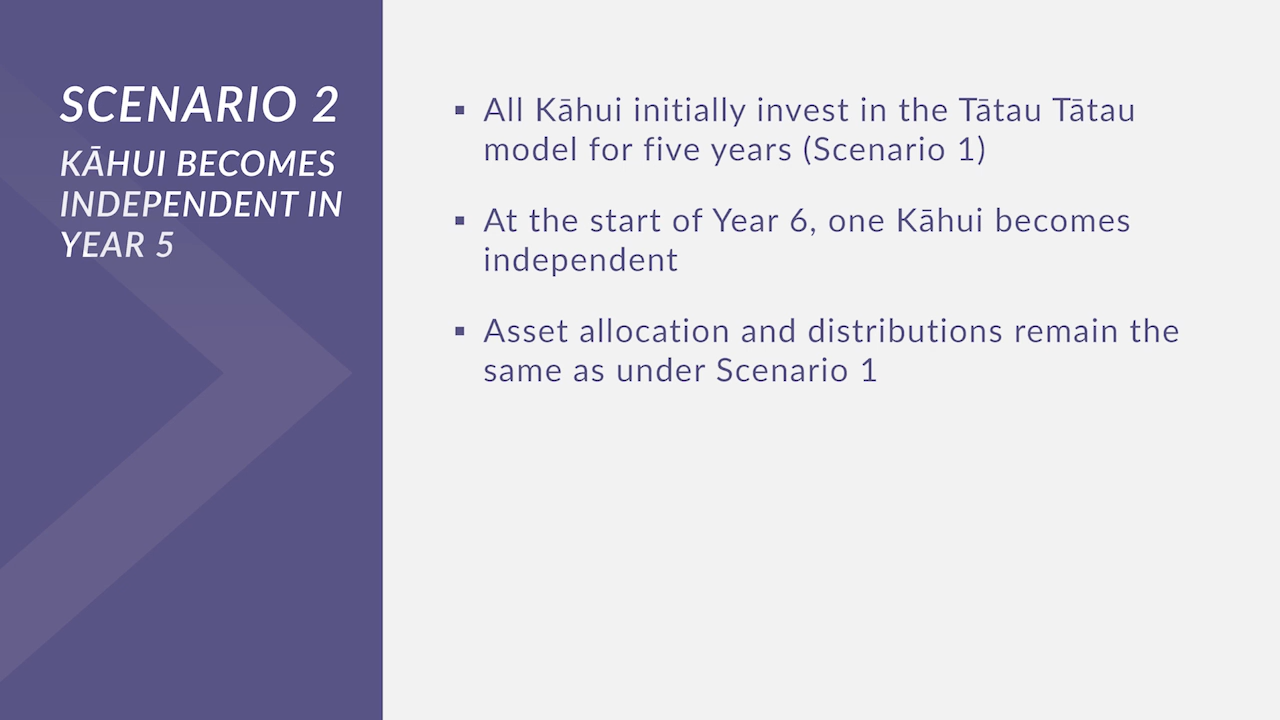 SCENARIO 2
KĀHUI BECOMES
INDEPENDENT IN
YEAR 5
▪ All Kāhui initially invest in the Tātau Tātau
model for five years (Scenario 1)
▪ At the start of Year 6, one Kāhui becomes
independent
▪ Asset allocation and distributions remain the
same as under Scenario 1